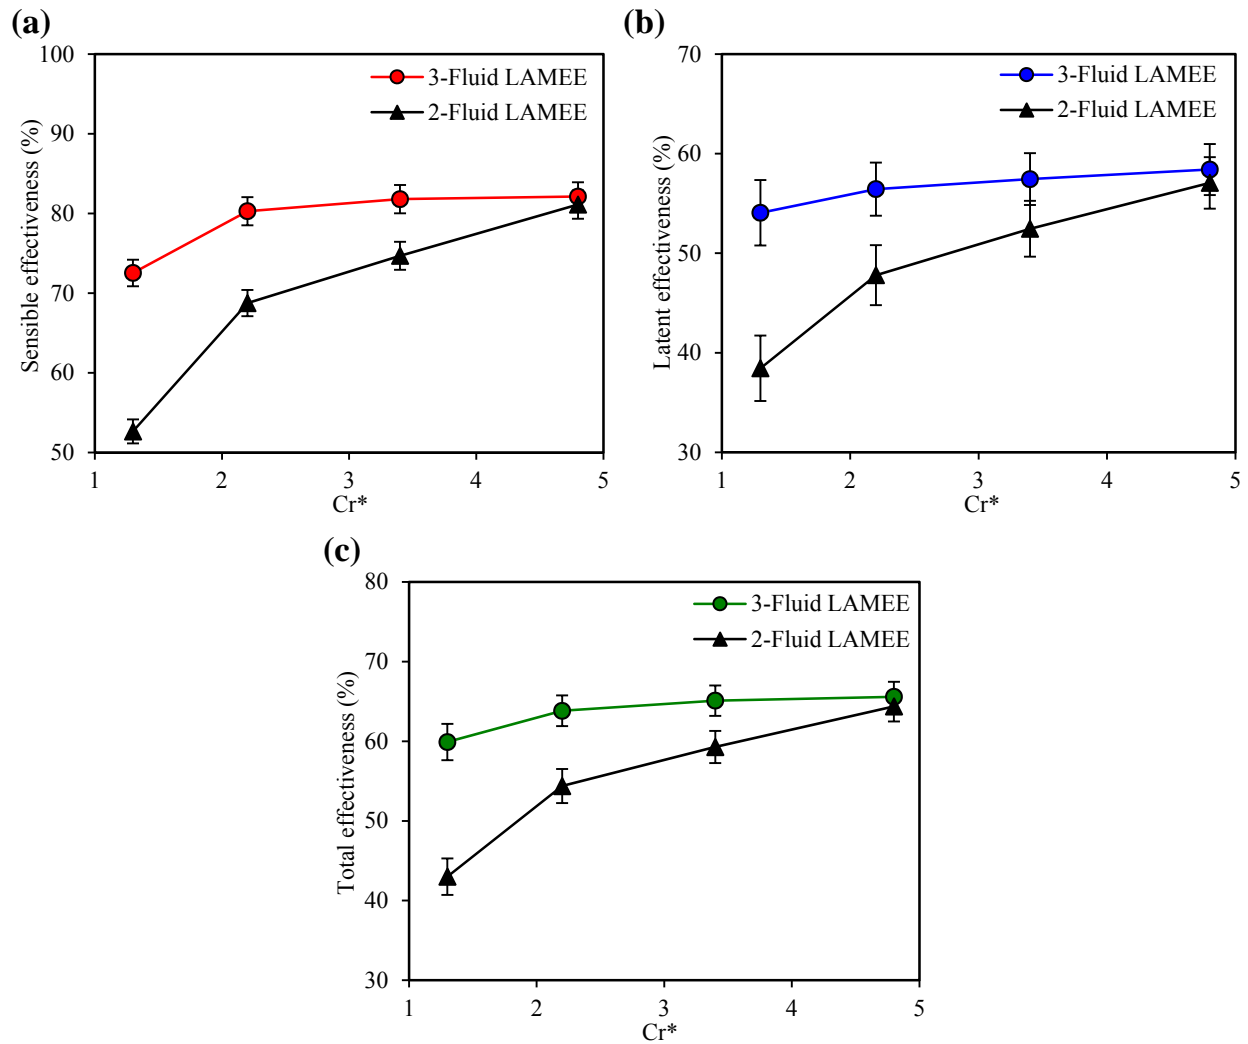 (a)
100
90
80
70
60
50
1
2
3
4
5
Sensible effectiveness (%)
Cr*
3-Fluid LAMEE
2-Fluid LAMEE
(b)
70
60
50
40
30
1
2
3
4
5
Latent effectiveness (%)
Cr*
3-Fluid LAMEE
2-Fluid LAMEE
(c)
80
70
60
50
40
30
1
2
3
4
5
Total effectiveness (%)
Cr*
3-Fluid LAMEE
2-Fluid LAMEE